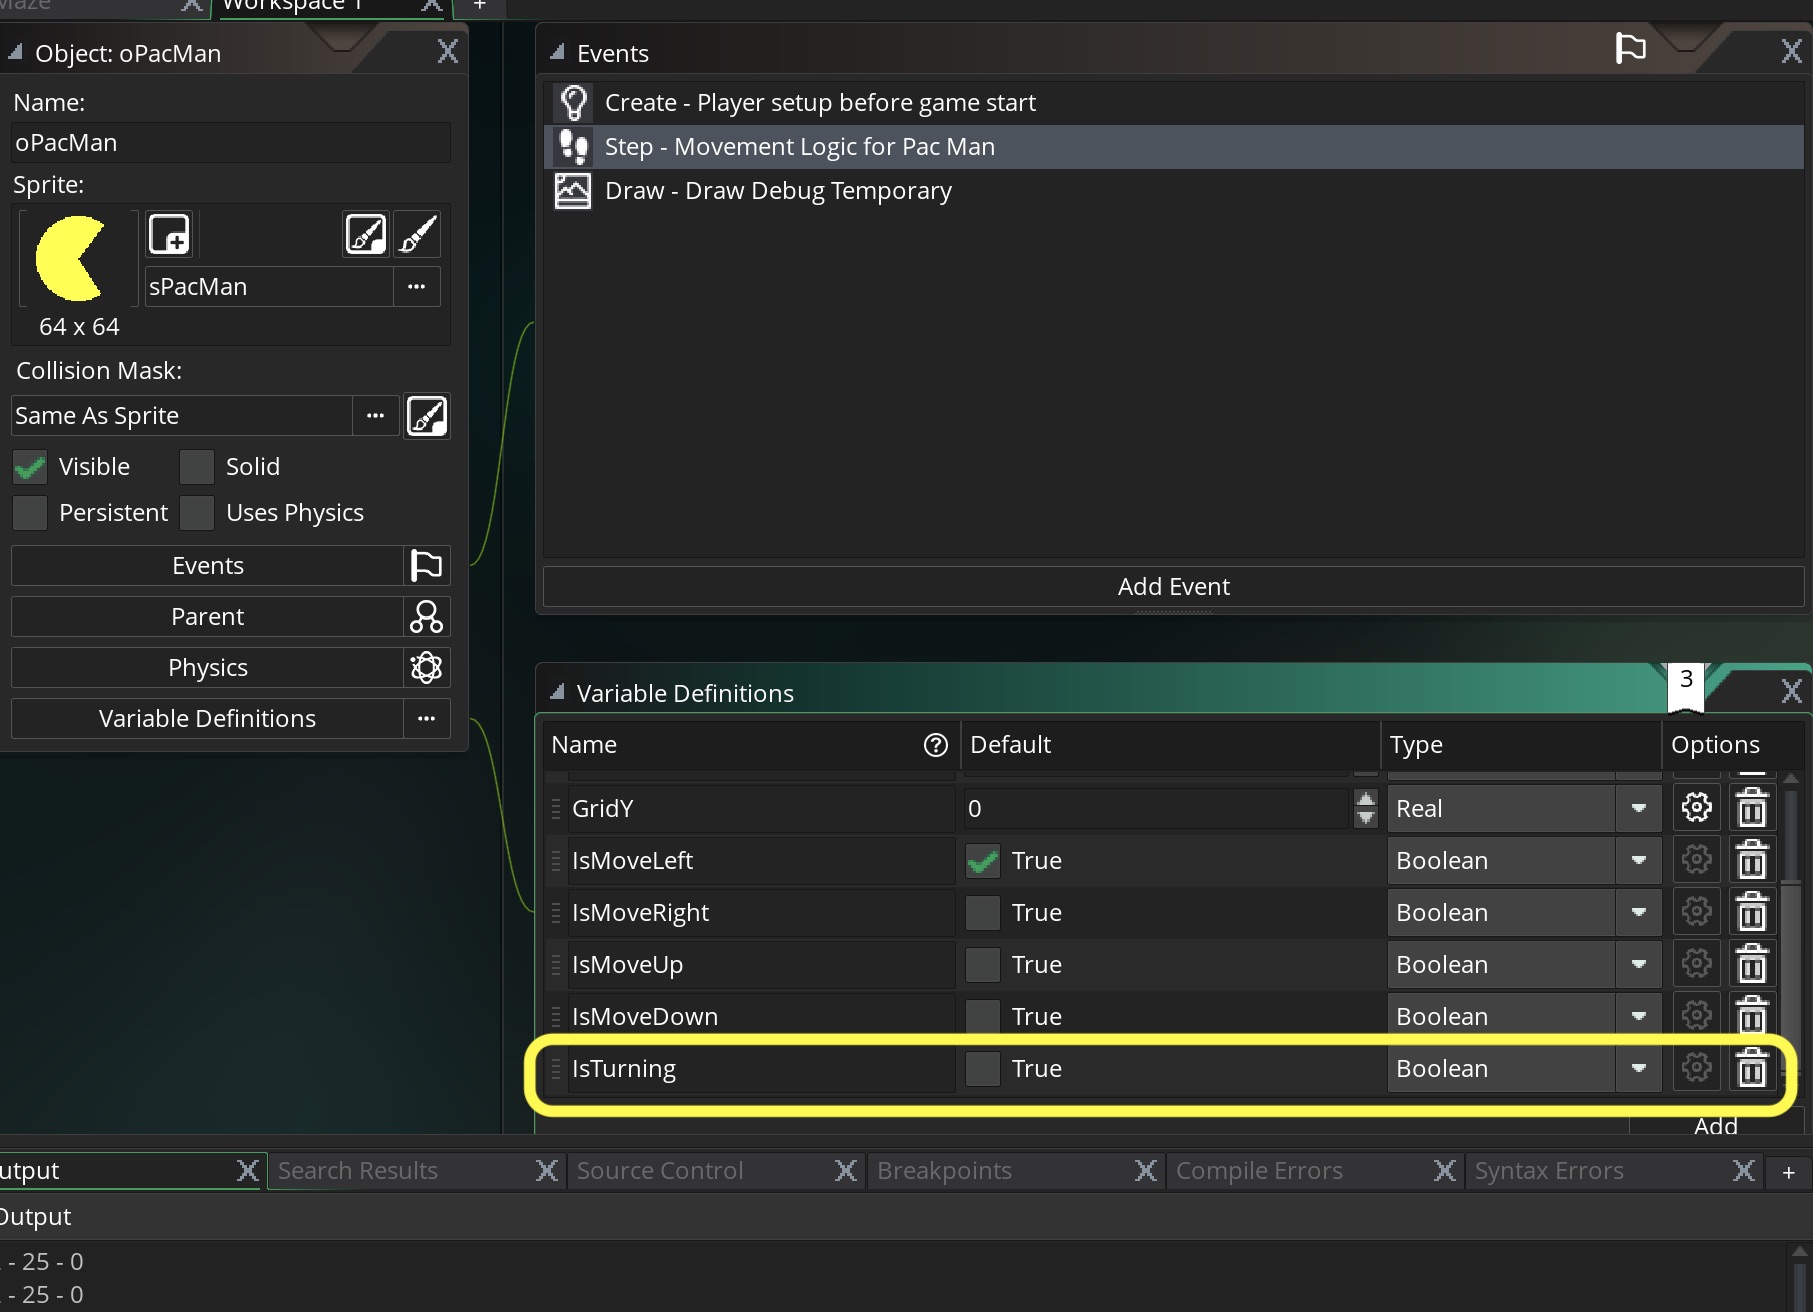 Maze
Workspace 1
+
Object: oPacMan
Name:
oPacMan
Sprite:
sPacMan
...
64 x 64
Collision Mask:
Same As Sprite
...
Visible
Solid
Persistent
Uses Physics
Events
Parent
Physics
Variable Definitions
...
Events
Create - Player setup before game start
Step - Movement Logic for Pac Man
Draw - Draw Debug Temporary
Add Event
Variable Definitions
3
Name ? Default Type Options
GridY 0 Real
IsMoveLeft True Boolean
IsMoveRight True Boolean
IsMoveUp True Boolean
IsMoveDown True Boolean
IsTurning True Boolean
Add
utput Search Results Source Control Breakpoints Compile Errors Syntax Errors +
Output
- 25 - 0
- 25 - 0